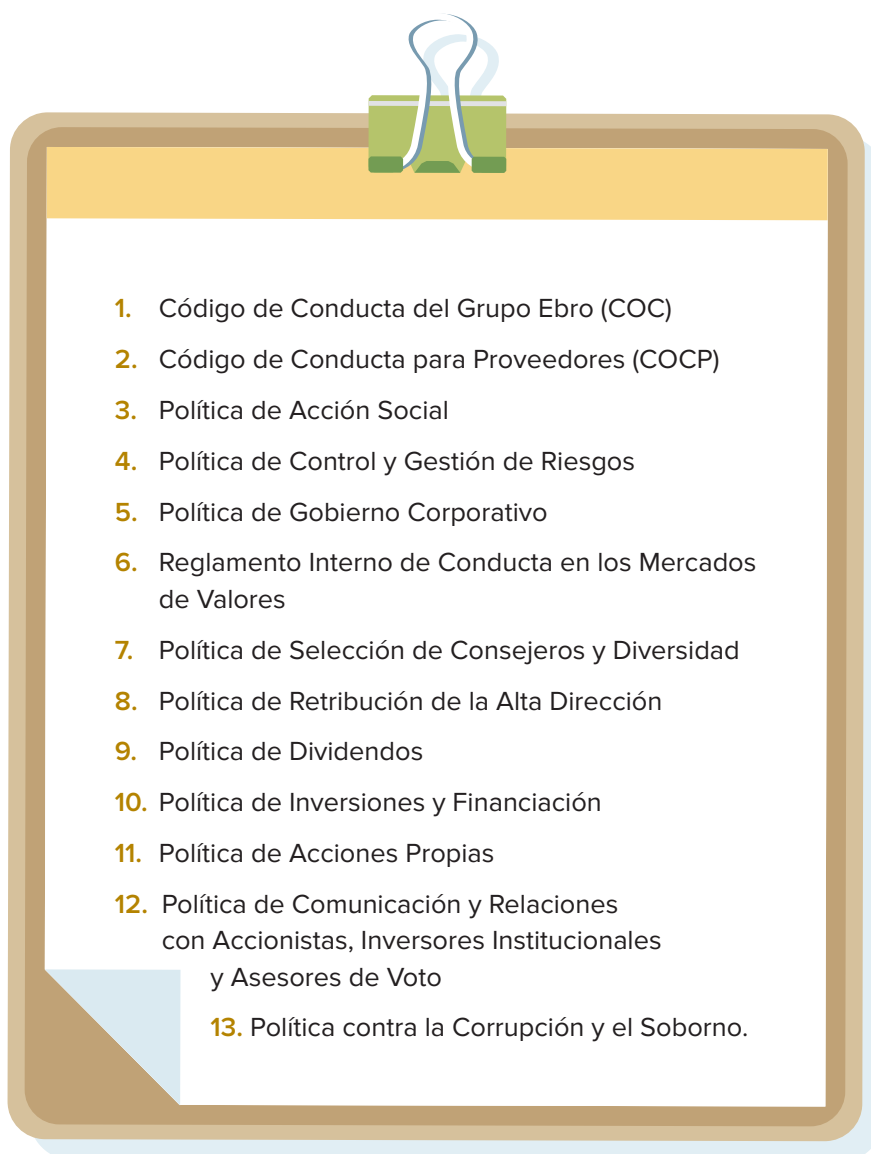 1. Código de Conducta del Grupo Ebro (COC)
2. Código de Conducta para Proveedores (COCP)
3. Política de Acción Social
4. Política de Control y Gestión de Riesgos
5. Política de Gobierno Corporativo
6. Reglamento Interno de Conducta en los Mercados
de Valores
7. Política de Selección de Consejeros y Diversidad
8. Política de Retribución de la Alta Dirección
9. Política de Dividendos
10. Política de Inversiones y Financiación
11. Política de Acciones Propias
12. Política de Comunicación y Relaciones
con Accionistas, Inversores Institucionales
y Asesores de Voto
13. Política contra la Corrupción y el Soborno.